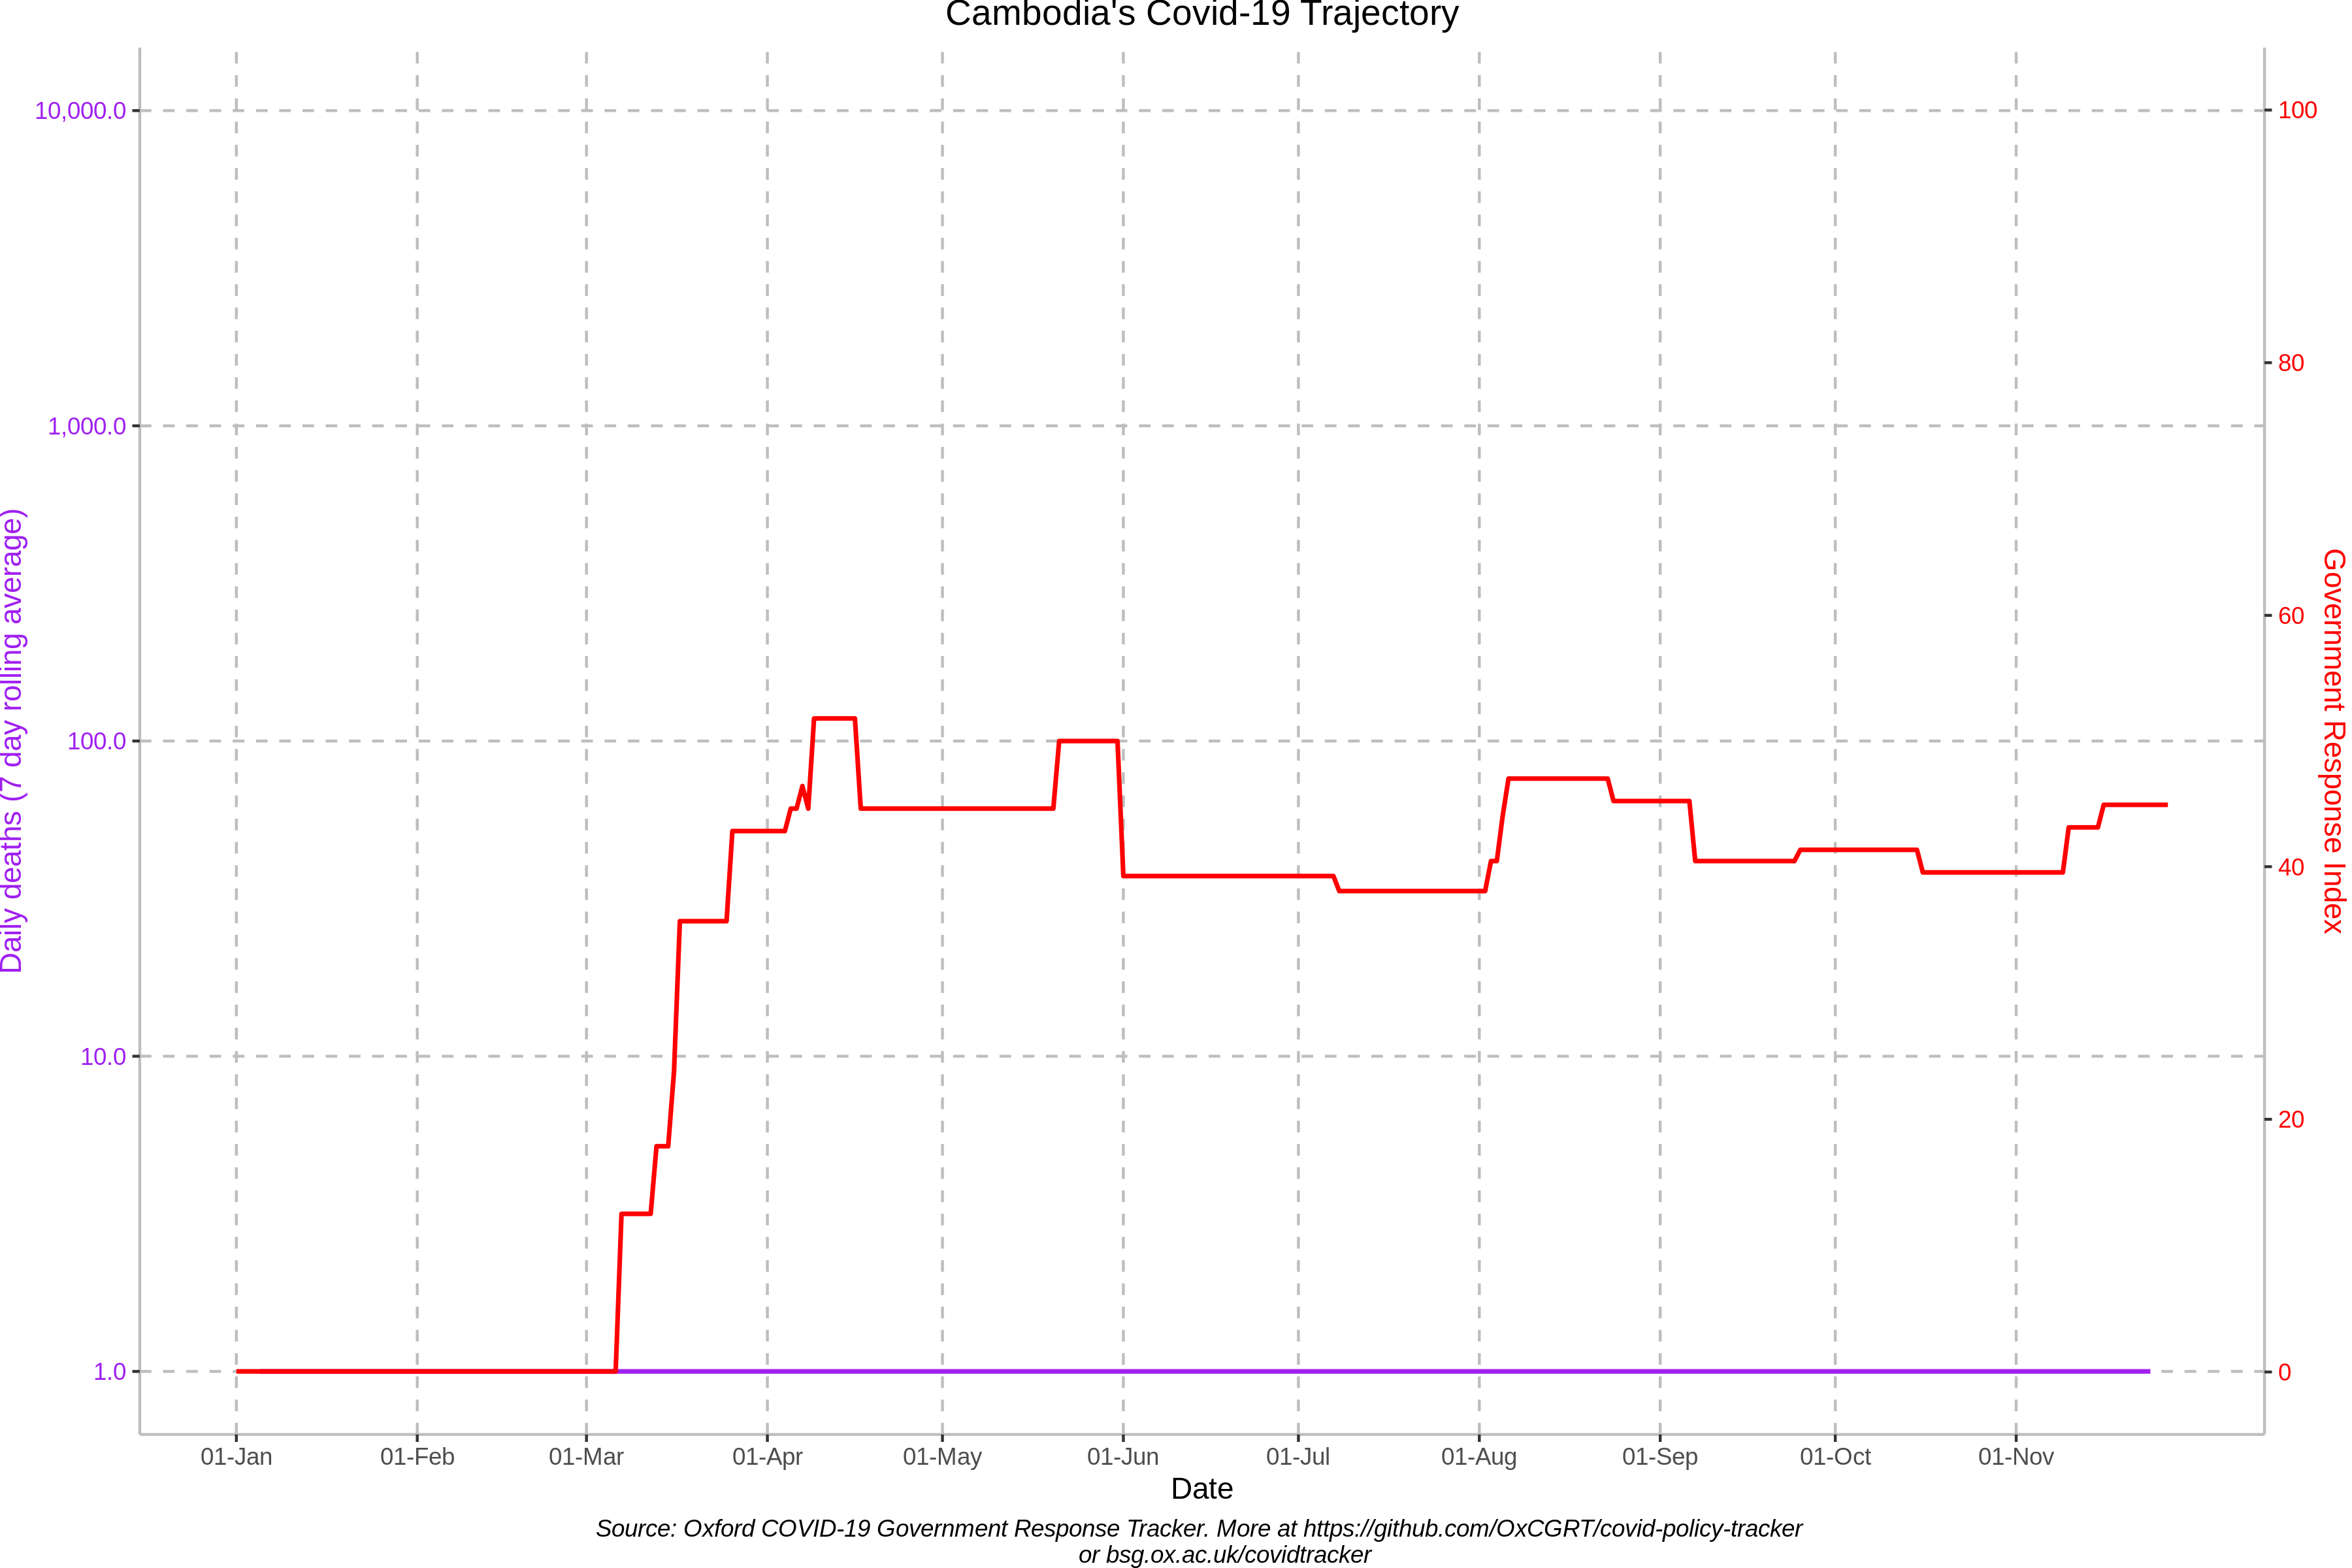 Cambodia's Covid-19 Trajectory
10,000.0
1,000.0
100.0
10.0
1.0
Daily deaths (7 day rolling average)
100
80
60
40
20
0
Government Response Index
01-Jan 01-Feb 01-Mar 01-Apr 01-May 01-Jun 01-Jul 01-Aug 01-Sep 01-Oct 01-Nov
Date
Source: Oxford COVID-19 Government Response Tracker. More at https://github.com/OxCGRT/covid-policy-tracker
or bsg.ox.ac.uk/covidtracker